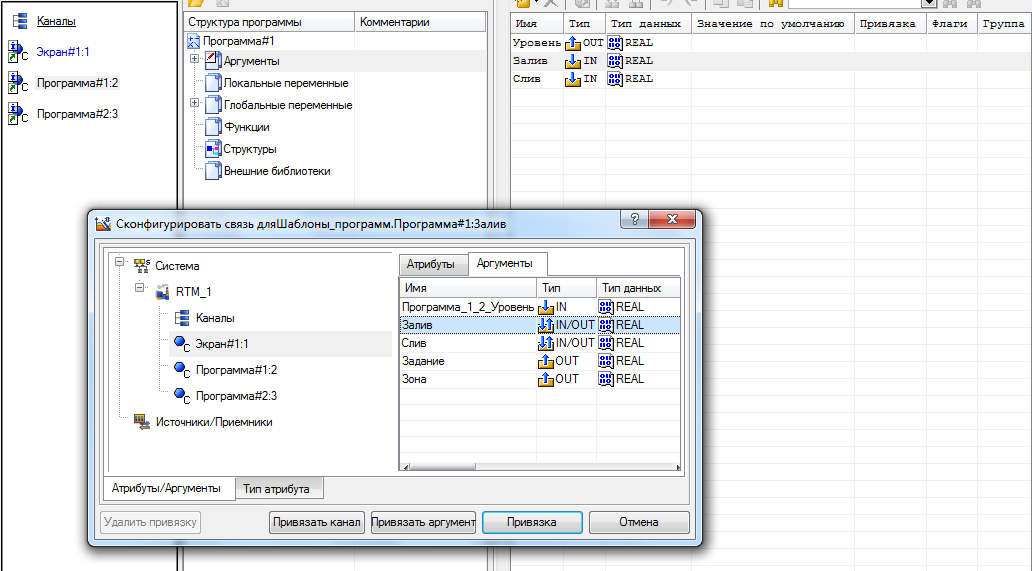 Каналы
Экран#1:1
Программа#1:2
Программа#2:3
Структура программы Комментарии
Программа#1
Аргументы
Локальные переменные
Глобальные переменные
Функции
Структуры
Внешние библиотеки
Имя Тип Тип данных Значение по умолчанию Привязка Флаги Группа
Уровень OUT REAL
Залив IN REAL
Слив IN REAL
Сконфигурировать связь дляШаблоны_программ.Программа#1:Залив
Система
RTM_1
Каналы
Экран#1:1
Программа#1:2
Программа#2:3
Источники/Приемники
Атрибуты Аргументы
Имя Тип Тип данных
Программа_1_2_Уровень IN REAL
Залив IN/OUT REAL
Слив IN/OUT REAL
Задание OUT REAL
Зона OUT REAL
Атрибуты/Аргументы Тип атрибута
Удалить привязку Привязать канал Привязать аргумент Привязка Отмена